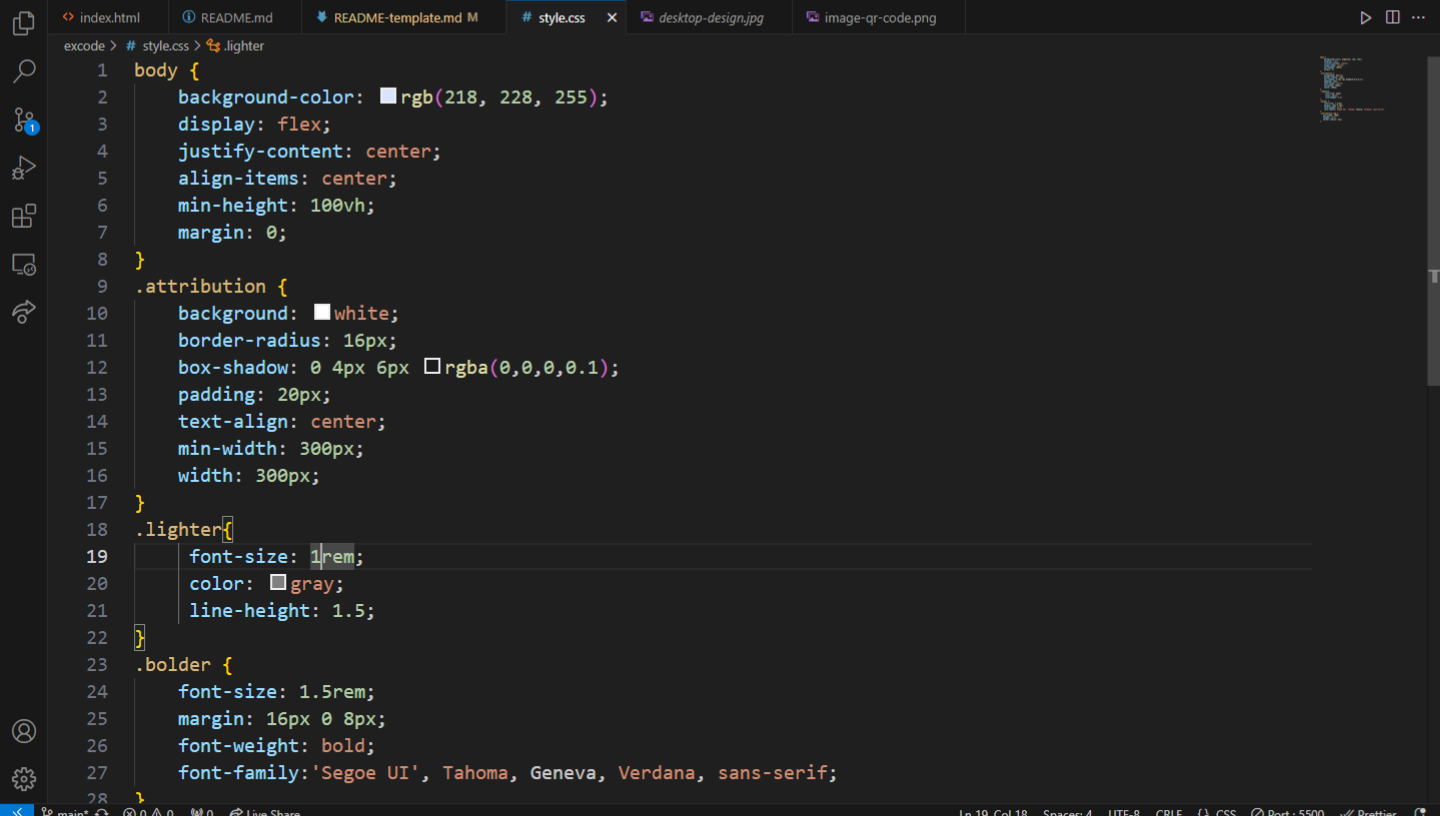 index.html README.md README-template.md M style.css desktop-design.jpg image-qr-code.png
excode > # style.css > .lighter
1 body {
2 background-color: rgb(218, 228, 255);
3 display: flex;
4 justify-content: center;
5 align-items: center;
6 min-height: 100vh;
7 margin: 0;
8 }
9 .attribution {
10 background: white;
11 border-radius: 16px;
12 box-shadow: 0 4px 6px rgba(0,0,0,0.1);
13 padding: 20px;
14 text-align: center;
15 min-width: 300px;
16 width: 300px;
17 }
18 .lighter{
19 font-size: 1rem;
20 color: gray;
21 line-height: 1.5;
22 }
23 .bolder {
24 font-size: 1.5rem;
25 margin: 16px 0 8px;
26 font-weight: bold;
27 font-family:'Segoe UI', Tahoma, Geneva, Verdana, sans-serif;
28 }
1
main* 0 0 0 Live Share Ln 19, Col 18 Spaces: 4 UTF-8 CRLF {} CSS Port : 5500 Prettier